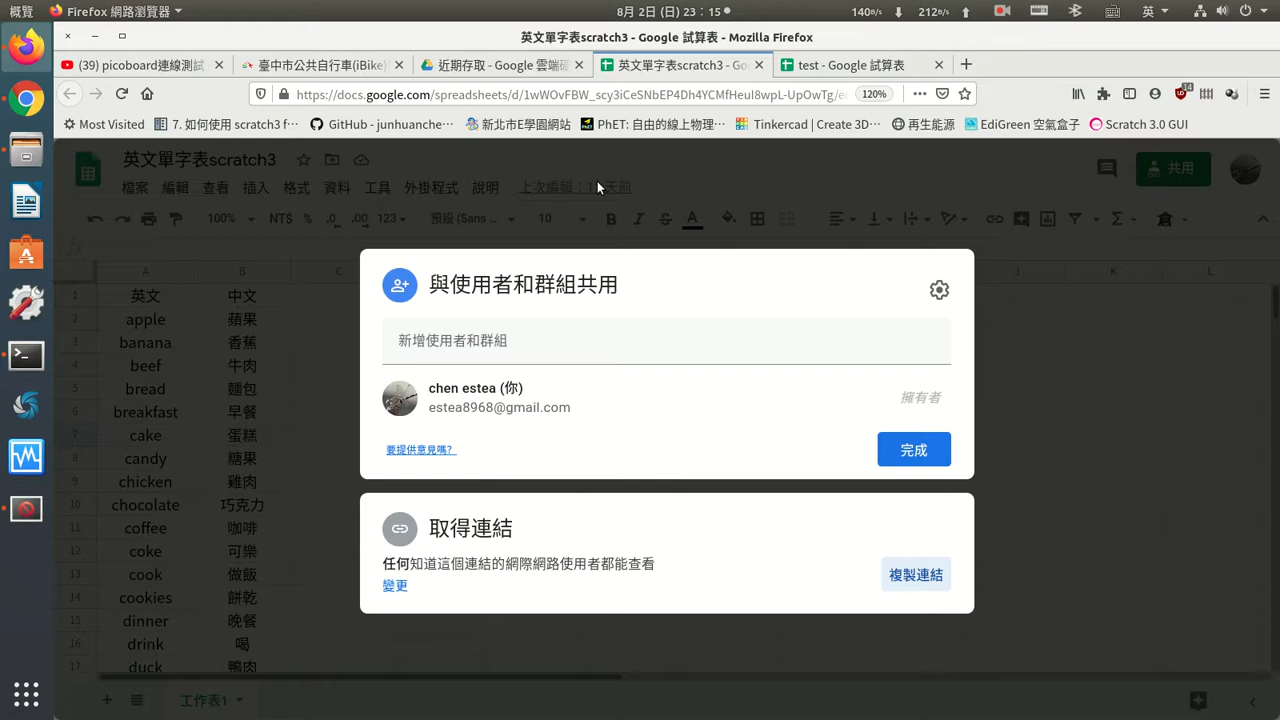 概覽 Firefox 網路瀏覽器 8月 2日 (日) 23：15 140B/s 212B/s 英
英文單字表scratch3 - Google 試算表 - Mozilla Firefox
(39) picoboard連線測試 臺中市公共自行車(iBike) 近期存取 - Google 雲端硬 英文單字表scratch3 - Go test - Google 試算表
https://docs.google.com/spreadsheets/d/1wWOvFBW_scy3iCeSNbEP4Dh4YCMfHeuI8wpL-UpOwTg/ec 120%
Most Visited 7. 如何使用 scratch3 f… GitHub - junhuanche… 新北市E學園網站 PhET: 自由的線上物理… Tinkercad | Create 3D… 再生能源 EdiGreen 空氣盒子 Scratch 3.0 GUI
英文單字表scratch3
檔案 編輯 查看 插入 格式 資料 工具 外掛程式 說明 共用
100% NT$ % .0 .00 123 預設 (Sans ... 10 B I S A
fx
A B C J K L
1 英文 中文
2 apple 蘋果
3 banana 香蕉
4 beef 牛肉
5 bread 麵包
6 breakfast 早餐
7 cake 蛋糕
8 candy 糖果
9 chicken 雞肉
10 chocolate 巧克力
11 coffee 咖啡
12 coke 可樂
13 cook 做飯
14 cookies 餅乾
15 dinner 晚餐
16 drink 喝
17 duck 鴨肉
工作表1
與使用者和群組共用
新增使用者和群組
chen estea (你)
estea8968@gmail.com
擁有者
要提供意見嗎?
完成
取得連結
任何知道這個連結的網際網路使用者都能查看
變更
複製連結